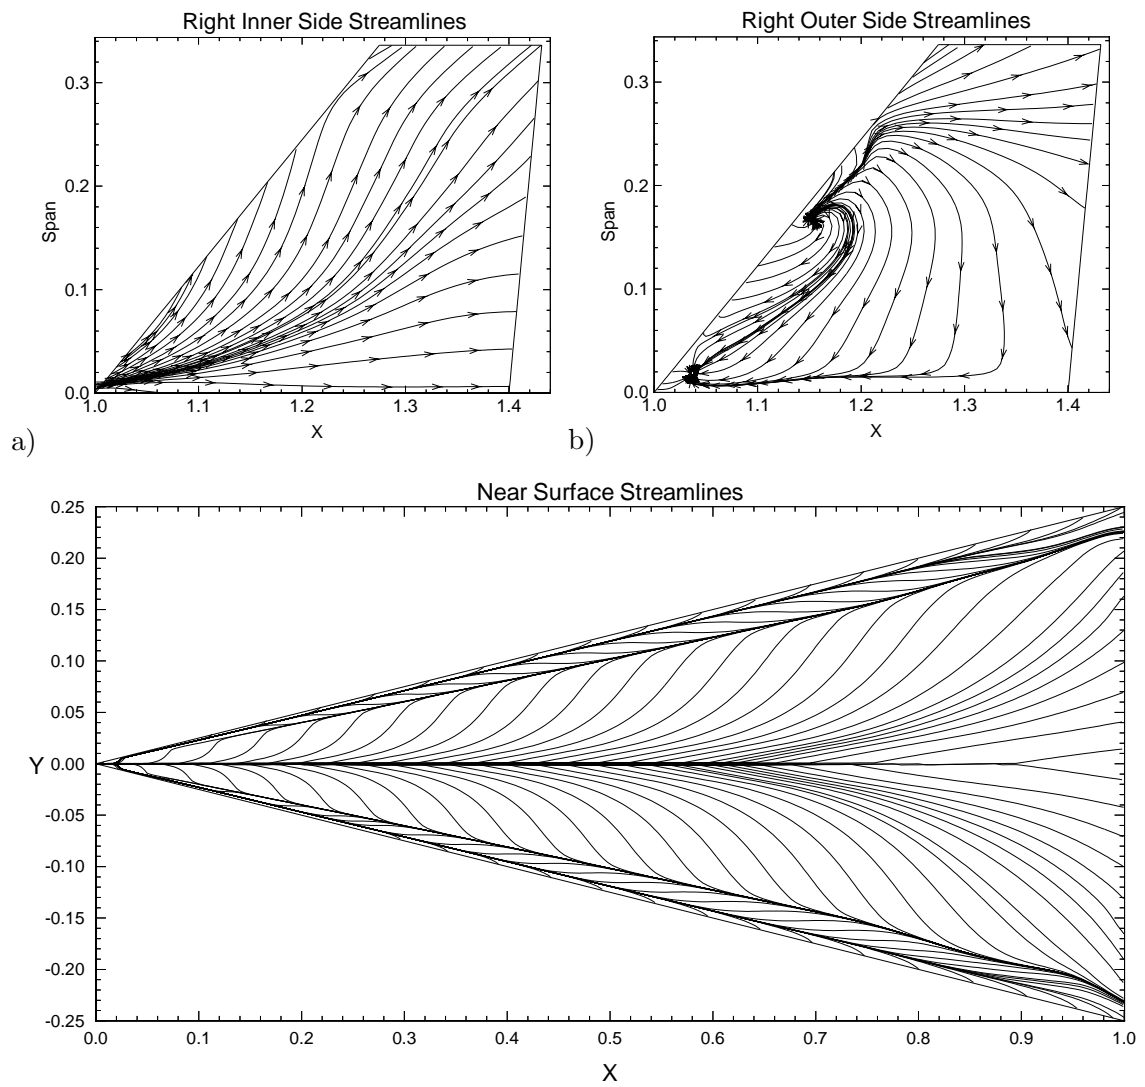 Right Inner Side Streamlines
Right Outer Side Streamlines
0.3
0.2
0.1
0.0
Span
1.0 1.1 1.2 1.3 1.4
X
a)
0.3
0.2
0.1
0.0
Span
1.0 1.1 1.2 1.3 1.4
X
b)
Near Surface Streamlines
0.25
0.20
0.15
0.10
0.05
0.00
-0.05
-0.10
-0.15
-0.20
-0.25
Y
0.0 0.1 0.2 0.3 0.4 0.5 0.6 0.7 0.8 0.9 1.0
X